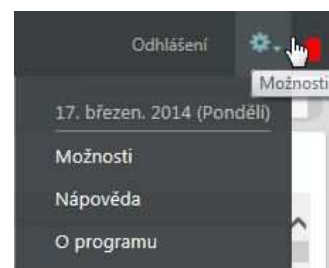 Odhlášení
Možnosti
17. březen. 2014 (Pondělí)
Možnosti
Nápověda
O programu